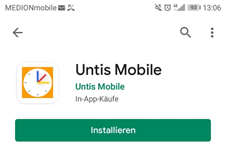 MEDIONmobile 13:06
Untis Mobile
Untis Mobile
In-App-Käufe
Installieren